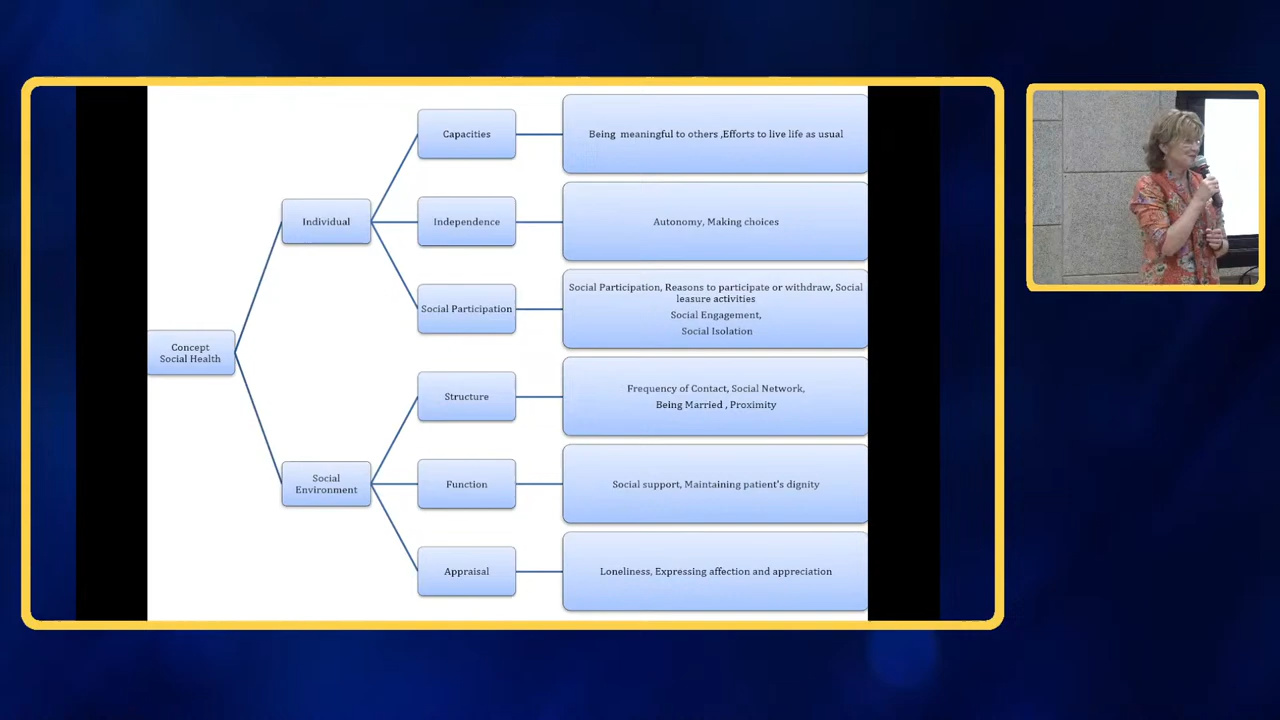 Concept
Social Health
Individual
Capacities
Being meaningful to others ,Efforts to live life as usual
Independence
Autonomy, Making choices
Social Participation
Social Participation, Reasons to participate or withdraw, Social
leasure activities
Social Engagement,
Social Isolation
Social
Environment
Structure
Frequency of Contact, Social Network,
Being Married , Proximity
Function
Social support, Maintaining patient's dignity
Appraisal
Loneliness, Expressing affection and appreciation